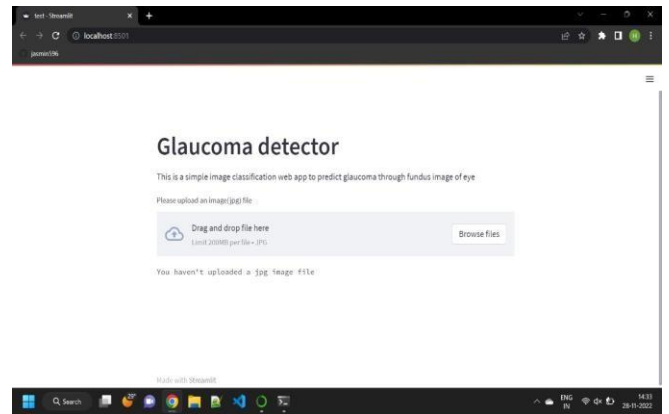 test · Streamlit
localhost:8501
jasmin596
Glaucoma detector
This is a simple image classification web app to predict glaucoma through fundus image of eye
Please upload an image(jpg) file
Drag and drop file here
Limit 200MB per file • JPG
Browse files
You haven't uploaded a jpg image file
Made with Streamlit
Search
29°
ENG
IN
14:33
28-11-2022